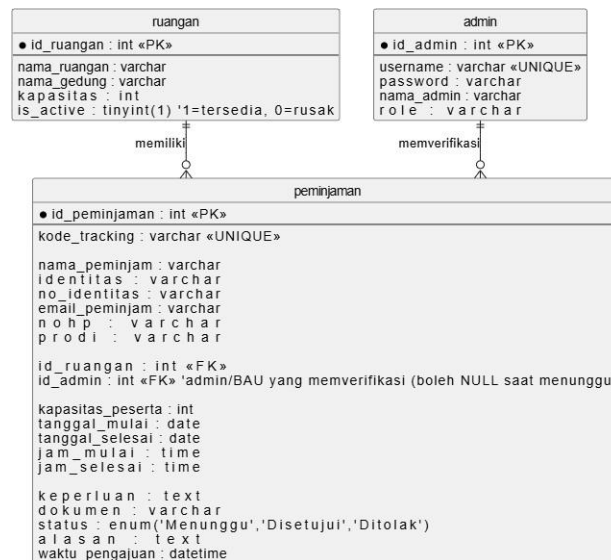 ruangan
● id_ruangan : int «PK»
nama_ruangan : varchar
nama_gedung : varchar
kapasitas : int
is_active : tinyint(1) '1=tersedia, 0=rusak
admin
● id_admin : int «PK»
username : varchar «UNIQUE»
password : varchar
nama_admin : varchar
role : varchar
memiliki
memverifikasi
peminjaman
● id_peminjaman : int «PK»
kode_tracking : varchar «UNIQUE»
nama_peminjam : varchar
identitas : varchar
no_identitas : varchar
email_peminjam : varchar
nohp : varchar
prodi : varchar
id_ruangan : int «FK»
id_admin : int «FK» 'admin/BAU yang memverifikasi (boleh NULL saat menunggu
kapasitas_peserta : int
tanggal_mulai : date
tanggal_selesai : date
jam_mulai : time
jam_selesai : time
keperluan : text
dokumen : varchar
status : enum('Menunggu','Disetujui','Ditolak')
alasan : text
waktu_pengajuan : datetime